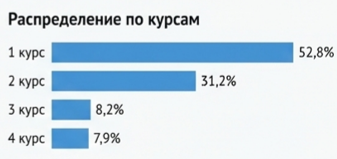 Распределение по курсам
1 курс 52,8%
2 курс 31,2%
3 курс 8,2%
4 курс 7,9%